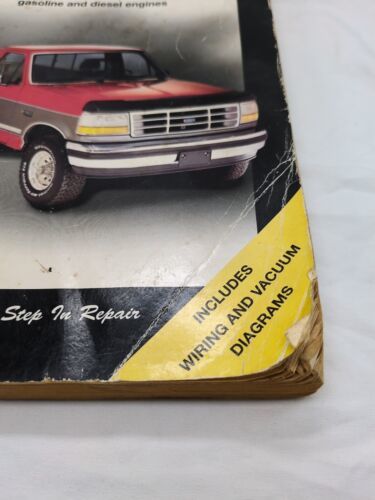 gasoline and diesel engines
Step In Repair
INCLUDES
WIRING AND VACUUM
DIAGRAMS